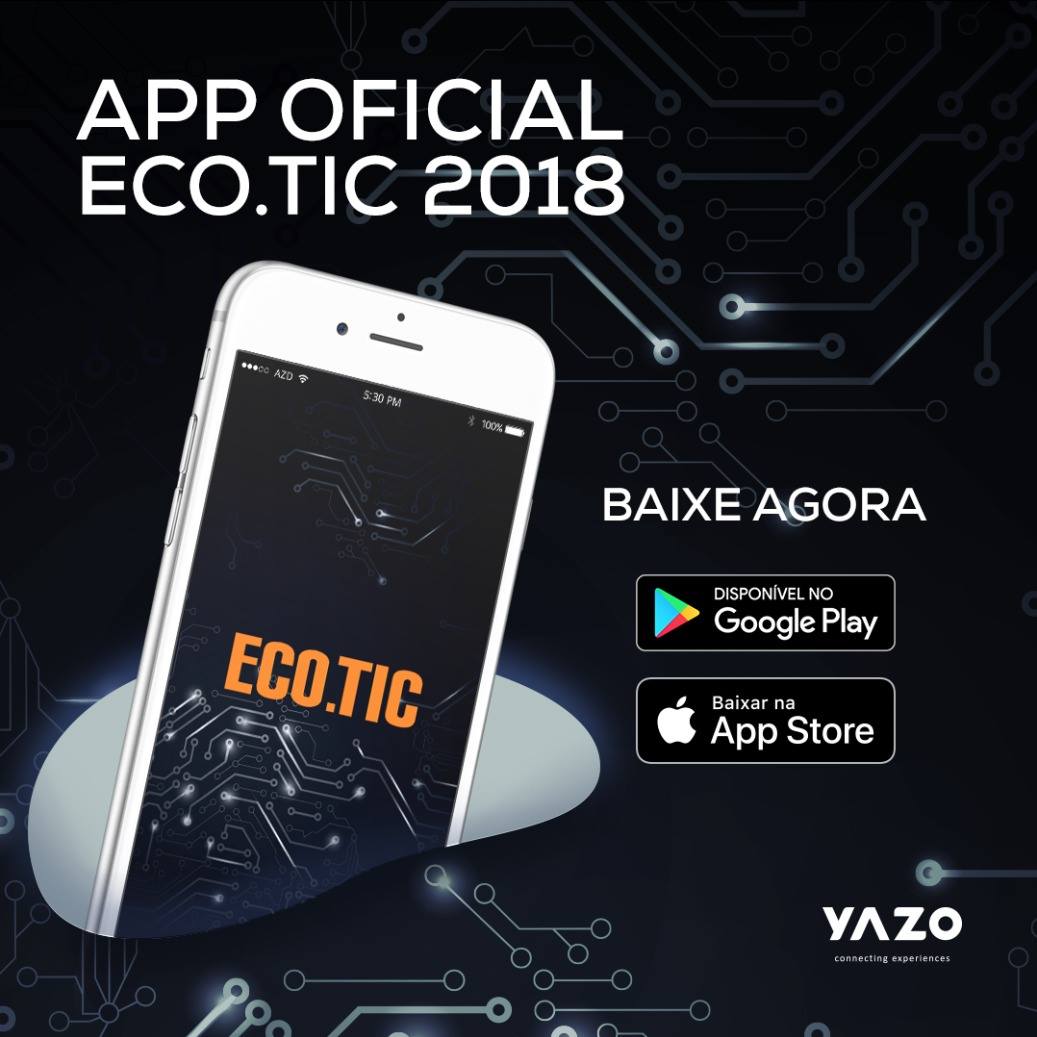 APP OFICIAL
ECO.TIC 2018
AZD
5:30 PM
100%
ECO.TIC
BAIXE AGORA
DISPONÍVEL NO
Google Play
Baixar na
App Store
YAZO
connecting experiences